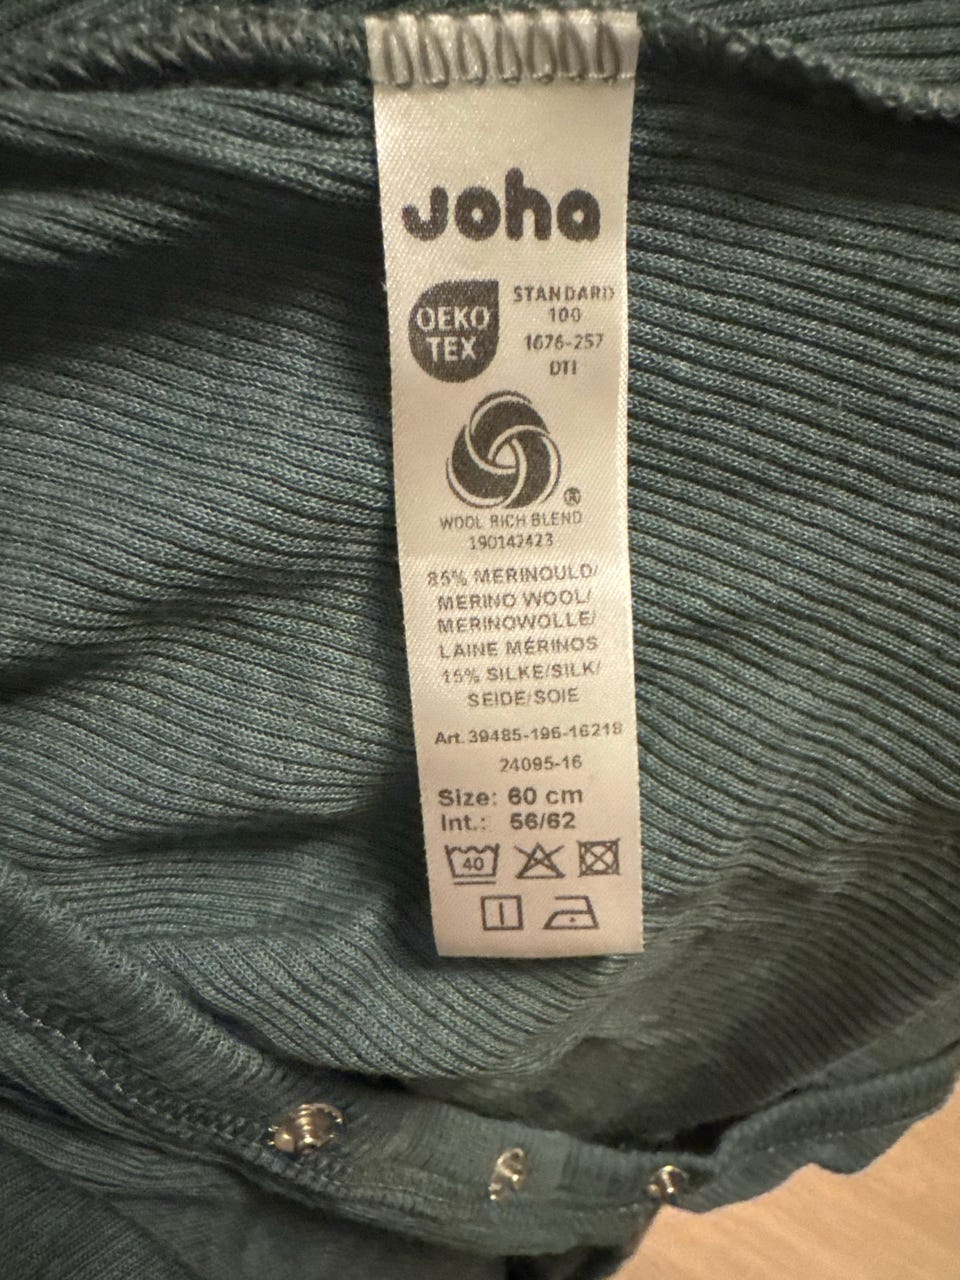 joha
OEKO
TEX
STANDARD
100
1676-257
DTI
®
WOOL RICH BLEND
190142423
85% MERINOULD/
MERINO WOOL/
MERINOWOLLE/
LAINE MÉRINOS
15% SILKE/SILK/
SEIDE/SOIE
Art. 39485-196-16218
24095-16
Size: 60 cm
Int.: 56/62
40